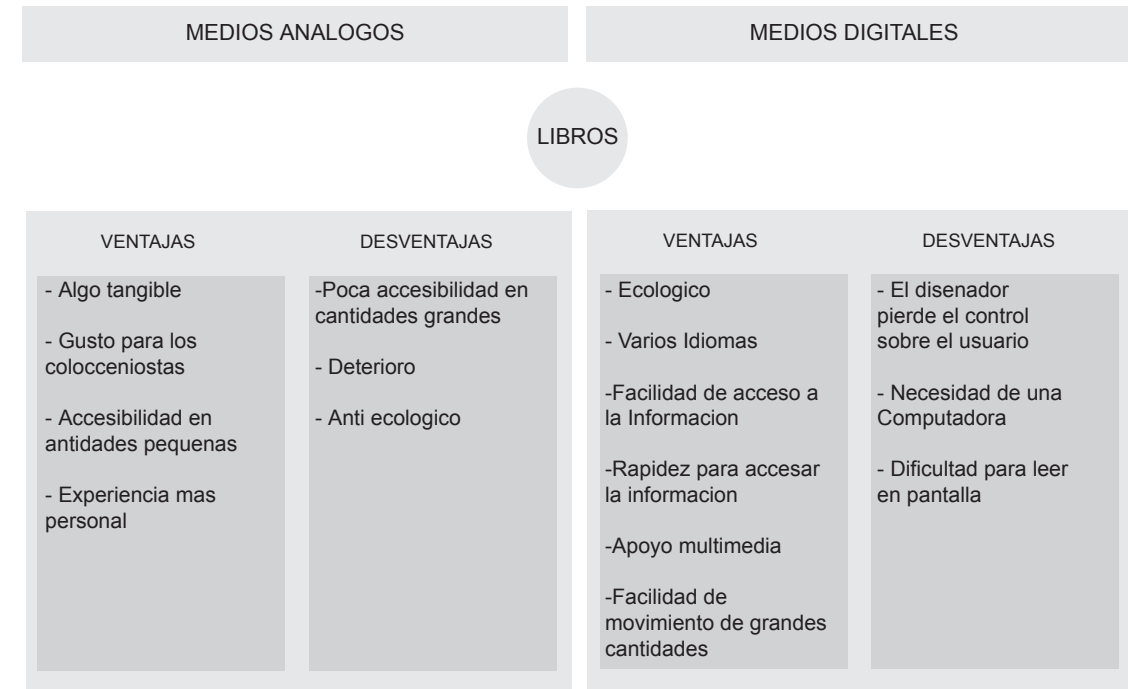 MEDIOS ANALOGOS
MEDIOS DIGITALES
LIBROS
VENTAJAS
- Algo tangible
- Gusto para los
colocceniostas
- Accesibilidad en
antidades pequenas
- Experiencia mas
personal
DESVENTAJAS
-Poca accesibilidad en
cantidades grandes
- Deterioro
- Anti ecologico
VENTAJAS
- Ecologico
- Varios Idiomas
-Facilidad de acceso a
la Informacion
-Rapidez para accesar
la informacion
-Apoyo multimedia
-Facilidad de
movimiento de grandes
cantidades
DESVENTAJAS
- El disenador
pierde el control
sobre el usuario
- Necesidad de una
Computadora
- Dificultad para leer
en pantalla